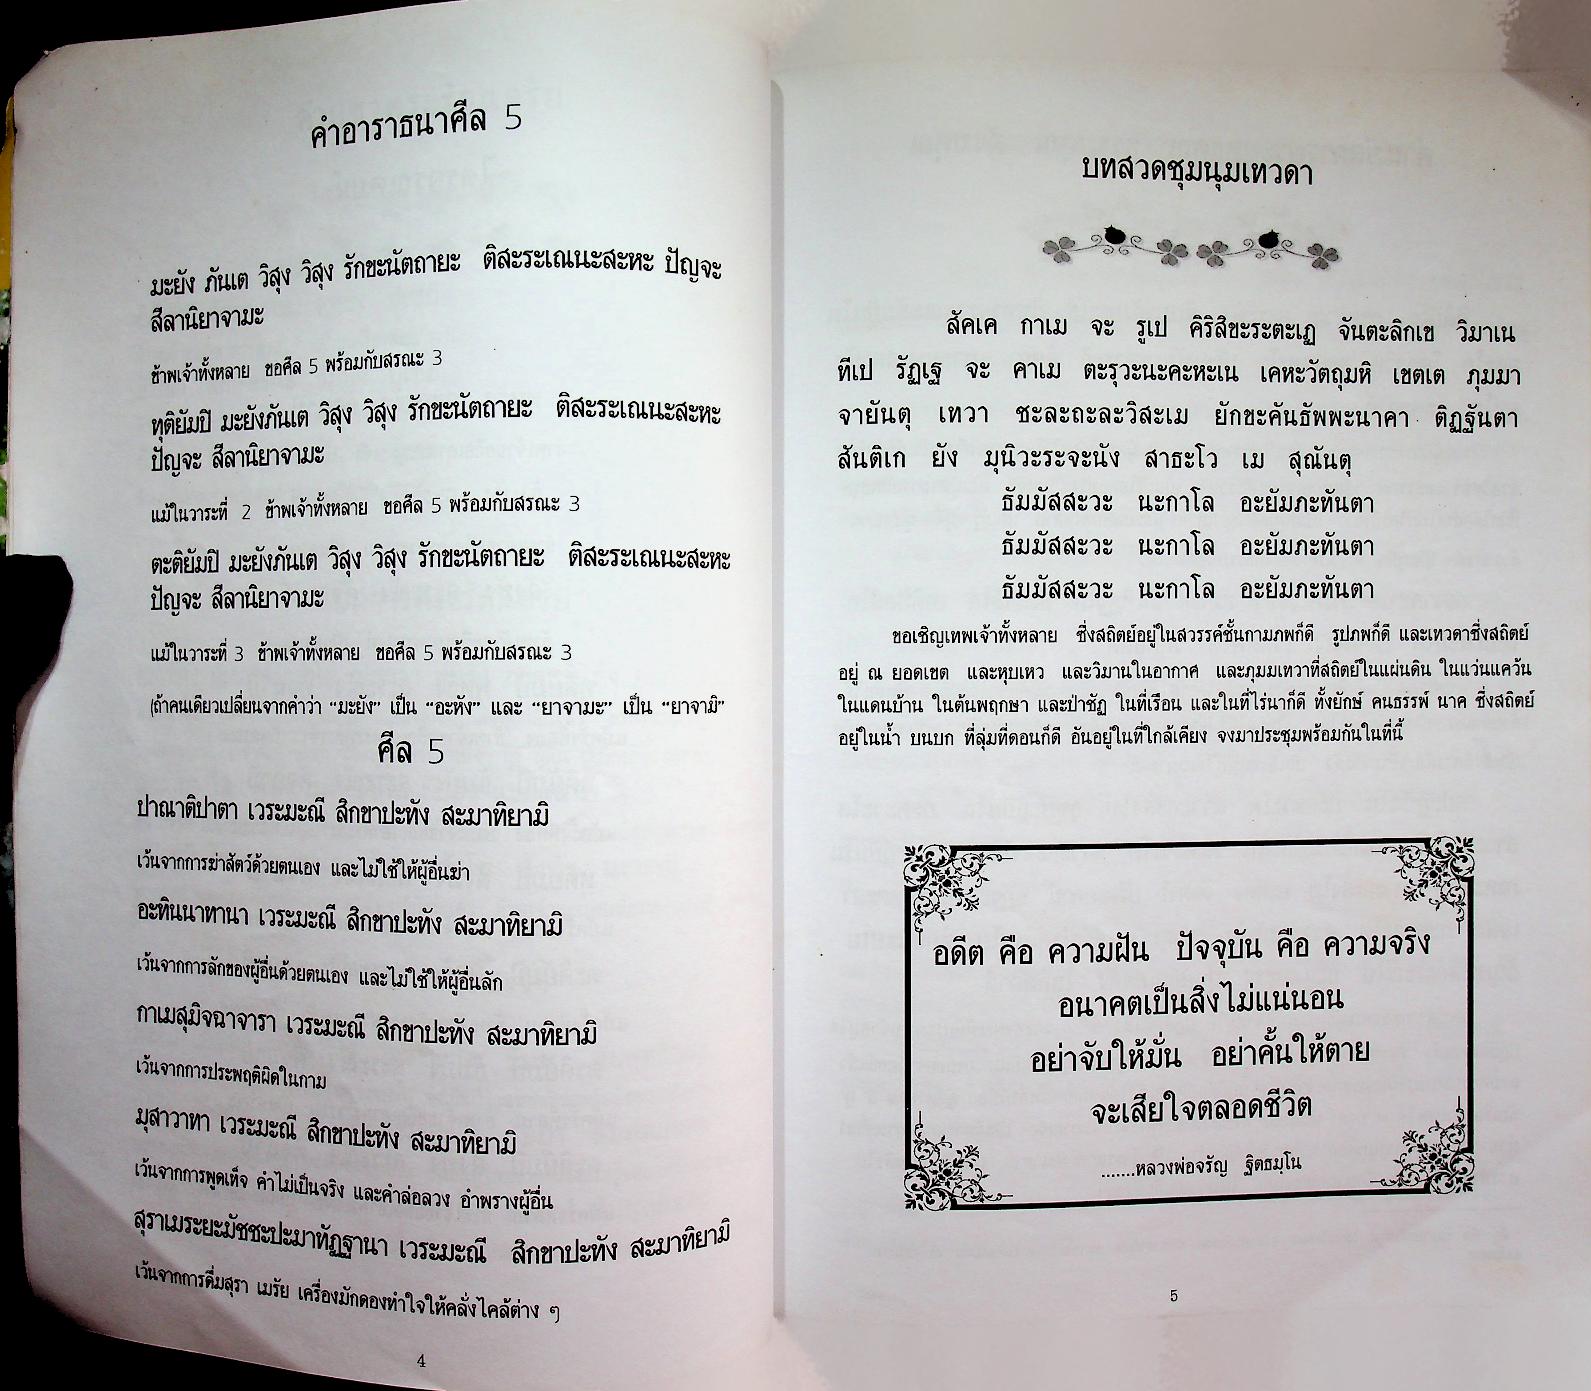 คำอาราธนาศีล 5
มะยัง ภันเต วิสุง วิสุง รักขะนัตถายะ ติสะระเณนะสะหะ ปัญจะ
สีลานิยาจามะ
ข้าพเจ้าทั้งหลาย ขอศีล 5 พร้อมกับสรณะ 3
ทุติยัมปิ มะยังภันเต วิสุง วิสุง รักขะนัตถายะ ติสะระเณนะสะหะ
ปัญจะ สีลานิยาจามะ
แม้ในวาระที่ 2 ข้าพเจ้าทั้งหลาย ขอศีล 5 พร้อมกับสรณะ 3
ตะติยัมปิ มะยังภันเต วิสุง วิสุง รักขะนัตถายะ ติสะระเณนะสะหะ
ปัญจะ สีลานิยาจามะ
แม้ในวาระที่ 3 ข้าพเจ้าทั้งหลาย ขอศีล 5 พร้อมกับสรณะ 3
(ถ้าคนเดียวเปลี่ยนจากคำว่า “มะยัง” เป็น “อะหัง” และ “ยาจามะ” เป็น “ยาจามิ”
ศีล 5
ปาณาติปาตา เวระมะณี สิกขาปะทัง สะมาทิยามิ
เว้นจากการฆ่าสัตว์ด้วยตนเอง และไม่ใช้ให้ผู้อื่นฆ่า
อะทินนาทานา เวระมะณี สิกขาปะทัง สะมาทิยามิ
เว้นจากการลักของผู้อื่นด้วยตนเอง และไม่ใช้ให้ผู้อื่นลัก
กาเมสุมิจฉาจารา เวระมะณี สิกขาปะทัง สะมาทิยามิ
เว้นจากการประพฤติผิดในกาม
มุสาวาทา เวระมะณี สิกขาปะทัง สะมาทิยามิ
เว้นจากการพูดเท็จ คำไม่เป็นจริง และคำล่อลวง อำพรางผู้อื่น
สุราเมระยะมัชชะปะมาทัฏฐานา เวระมะณี สิกขาปะทัง สะมาทิยามิ
เว้นจากการดื่มสุรา เมรัย เครื่องมักดองทำใจให้คลั่งไคล้ต่าง ๆ
4
บทสวดชุมนุมเทวดา
สัคเค กาเม จะ รูเป คิริสิขะระตะเฏ จันตะลิกเข วิมาเน
ทีเป รัฏเฐ จะ คาเม ตะรุวะนะคะหะเน เคหะวัตถุมหิ เขตเต ภุมมา
จายันตุ เทวา ชะละถะละวิสะเม ยักขะคันธัพพะนาคา ติฏฐันตา
สันติเก ยัง มุนิวะระจะนัง สาธะโว เม สุณันตุ
ธัมมัสสะวะ นะกาโล อะยัมภะทันตา
ธัมมัสสะวะ นะกาโล อะยัมภะทันตา
ธัมมัสสะวะ นะกาโล อะยัมภะทันตา
ขอเชิญเทพเจ้าทั้งหลาย ซึ่งสถิตย์อยู่ในสวรรค์ชั้นกามภพก็ดี รูปภพก็ดี และเทวดาซึ่งสถิตย์
อยู่ ณ ยอดเขต และหุบเหว และวิมานในอากาศ และภุมมเทวาที่สถิตย์ในแผ่นดิน ในแว่นแคว้น
ในแดนบ้าน ในต้นพฤกษา และป่าชัฏ ในที่เรือน และในที่ไร่นาก็ดี ทั้งยักษ์ คนธรรพ์ นาค ซึ่งสถิตย์
อยู่ในน้ำ บนบก ที่ลุ่มที่ดอนก็ดี อันอยู่ในที่ใกล้เคียง จงมาประชุมพร้อมกันในที่นี้
อดีต คือ ความฝัน ปัจจุบัน คือ ความจริง
อนาคตเป็นสิ่งไม่แน่นอน
อย่าจับให้มั่น อย่าคั้นให้ตาย
จะเสียใจตลอดชีวิต
.......หลวงพ่อจรัญ ฐิตธมฺโน
5